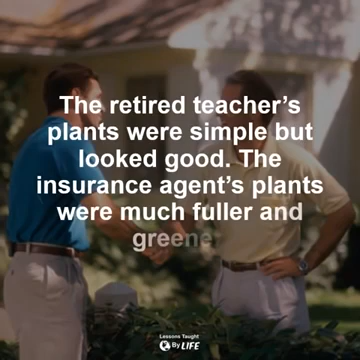 The retired teacher's
plants were simple but
looked good. The
insurance agent's plants
were much fuller and
greene
Lessons Taught
By LIFE